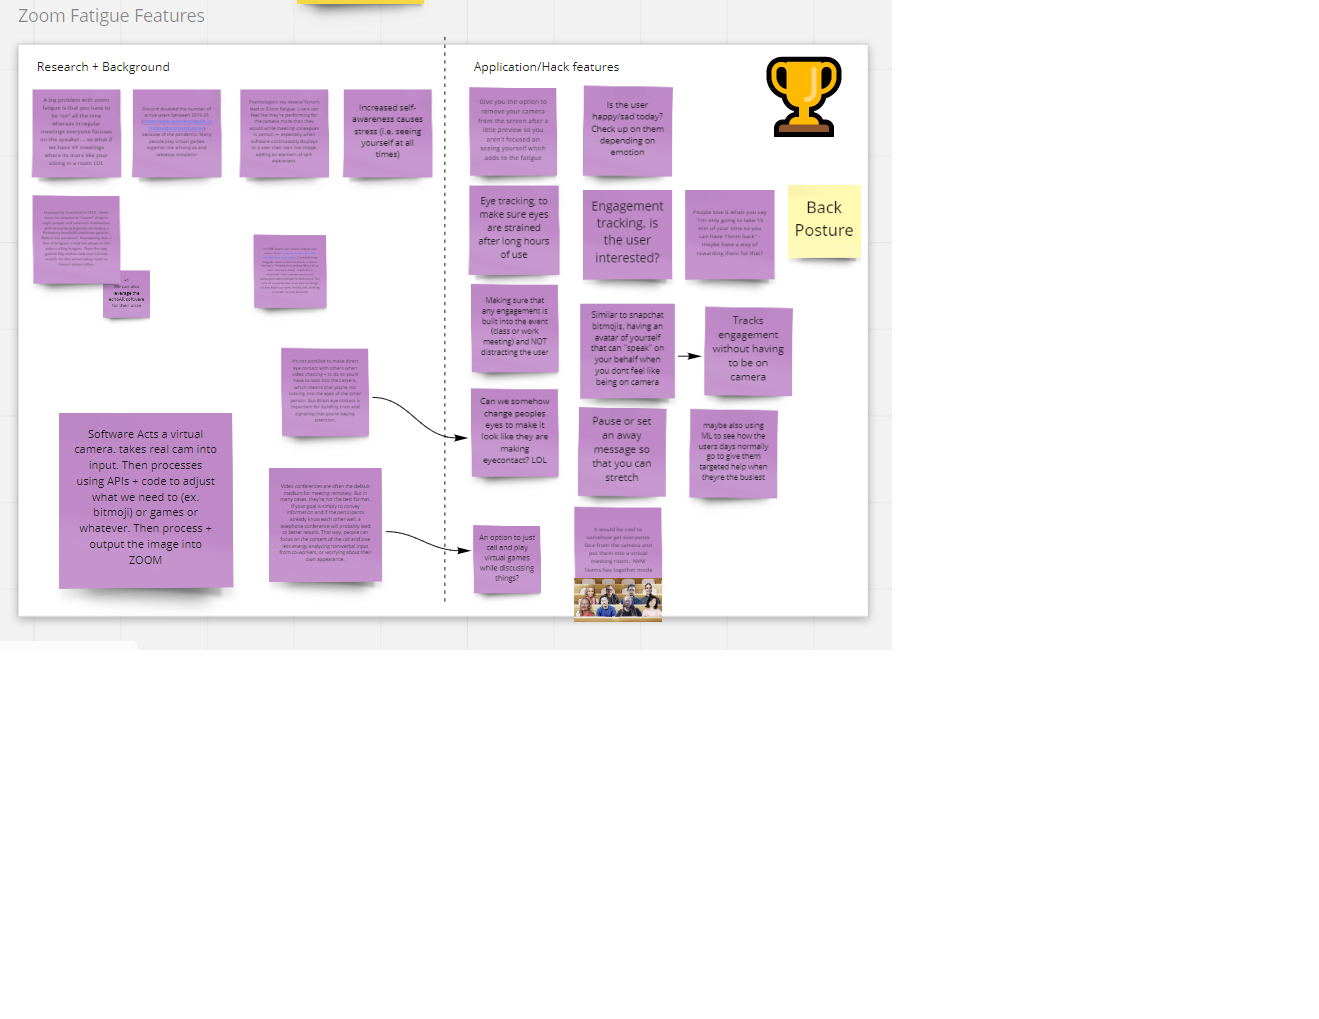 Zoom Fatigue Features
Research + Background
A big problem with zoom
fatigue is that you have to
be "on" all the time
whereas or regular
meetings everyone focuses
on the speaker ... so what if
we have VR meetings
where its more like your
sitting in a room LOL
Discord doubled the number of
active users between 2019-20
because of the pandemic. Many
people play virtual games
together like among us and
tabletop simulator
Psychologists say several factors
lead to Zoom Fatigue. Users can
feel like they're performing for
the camera more than they
would while meeting colleagues
in person — especially when
software continuously displays
to a user their own live image,
adding an element of self-
awareness
Increased self-
awareness causes
stress (i.e. seeing
yourself at all
times)
+1
We can also
leverage the
echoAR software
for their prize
It's not possible to make direct
eye contact with others when
video chatting – to do so you'd
have to look into the camera,
which means that you're not
looking into the eyes of the other
person. But direct eye contact is
important for building trust and
signaling that you're paying
attention.
Software Acts a virtual
camera. takes real cam into
input. Then processes
using APIs + code to adjust
what we need to (ex.
bitmoji) or games or
whatever. Then process +
output the image into
ZOOM
Video conferences are often the default
medium for meeting remotely. But in
many cases, they're not the best format.
If your goal is simply to convey
information and if the participants
already know each other well, a
telephone conference will probably lead
to better results. That way, people can
focus on the content of the call and use
less energy analyzing non-verbal input
from co-workers, or worrying about their
own appearance.
Application/Hack features
Give you the option to
remove your camera
from the screen after a
little preview so you
aren't focused on
seeing yourself which
adds to the fatigue
Is the user
happy/sad today?
Check up on them
depending on
emotion
Eye tracking, to
make sure eyes
are strained
after long hours
of use
Engagement
tracking, is
the user
interested?
People love it when you say
"I'm only going to take 15
min of your time so you
can have 15min back" -
maybe have a way of
rewarding them for that?
Back
Posture
Making sure that
any engagement is
built into the event
(class or work
meeting) and NOT
distracting the user
Similar to snapchat
bitmojis, having an
avatar of yourself
that can "speak" on
your behalf when
you dont feel like
being on camera
Tracks
engagement
without having
to be on
camera
Can we somehow
change peoples
eyes to make it
look like they are
making
eyecontact? LOL
Pause or set
an away
message so
that you can
stretch
maybe also using
ML to see how the
users days normally
go to give them
targeted help when
theyre the busiest
An option to just
call and play
virtual games
while discussing
things?
It would be cool to
somehow get everyones
face from the camera and
put them into a virtual
meeting room. NVW
Teams has together mode